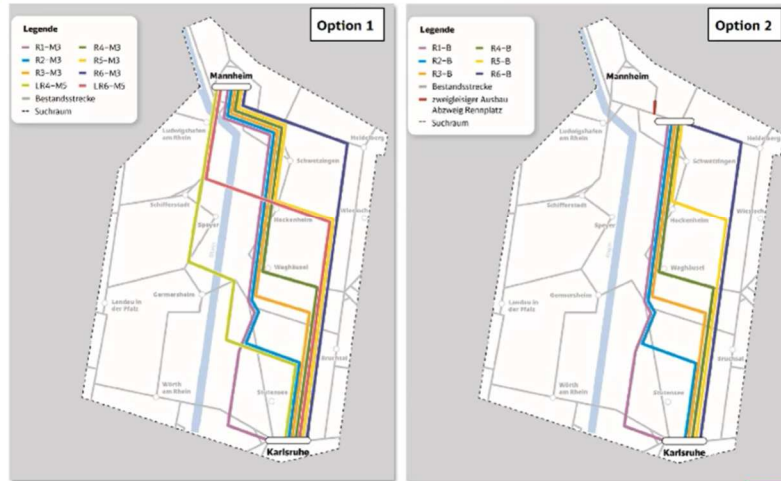 Option 1
Legende
R1-M3
R4-M3
R2-M3
R5-M3
R3-M3
R6-M3
LR4-M5
LR6-M5
Bestandsstrecke
Suchraum
Mannheim
Ludwigshafen
am Rhein
Heidelberg
Schwetzingen
Schifferstadt
Speyer
Hockenheim
Wiesloch
Waghäusel
Germersheim
Landau in
der Pfalz
Bruchsal
Wörth
am Rhein
Stutensee
Karlsruhe
Option 2
Legende
R1-B
R4-B
R2-B
R5-B
R3-B
R6-B
Bestandsstrecke
zweigleisiger Ausbau
Abzweig Rennplatz
Suchraum
Mannheim
Ludwigshafen
am Rhein
Heidelberg
Schwetzingen
Schifferstadt
Speyer
Hockenheim
Wiesloch
Waghäusel
Germersheim
Landau in
der Pfalz
Bruchsal
Wörth
am Rhein
Stutensee
Karlsruhe